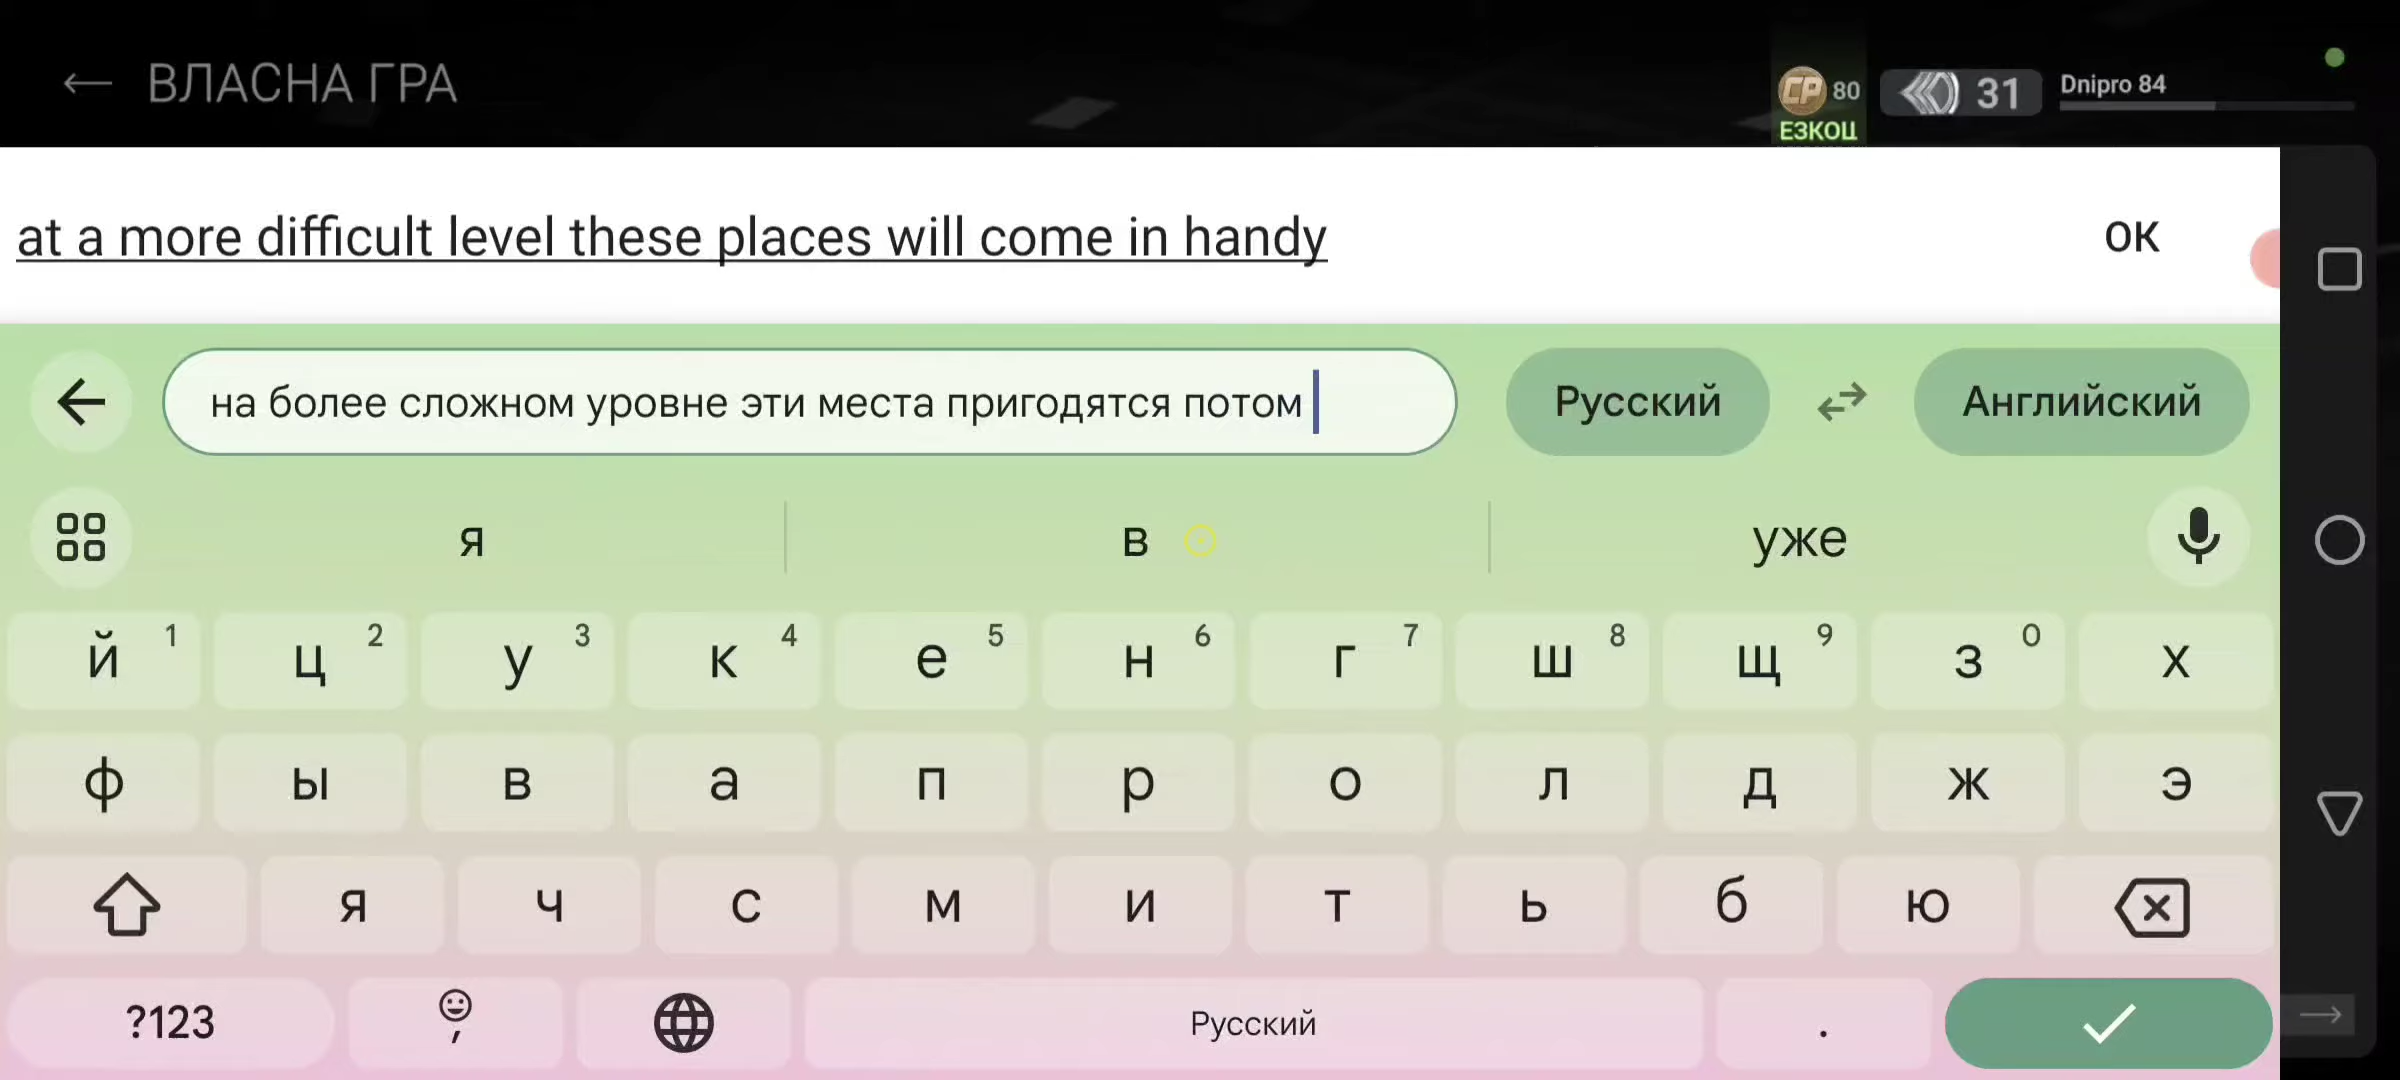 ВЛАСНА ГРА
80
ЕЗКОЦ
31
Dnipro 84
at a more difficult level these places will come in handy
OK
на более сложном уровне эти места пригодятся потом
Русский
Английский
я
в
уже
й 1 ц 2 у 3 к 4 е 5 н 6 г 7 ш 8 щ 9 з 0 х
ф ы в а п р о л д ж э
я ч с м и т ь б ю
?123 , Русский .